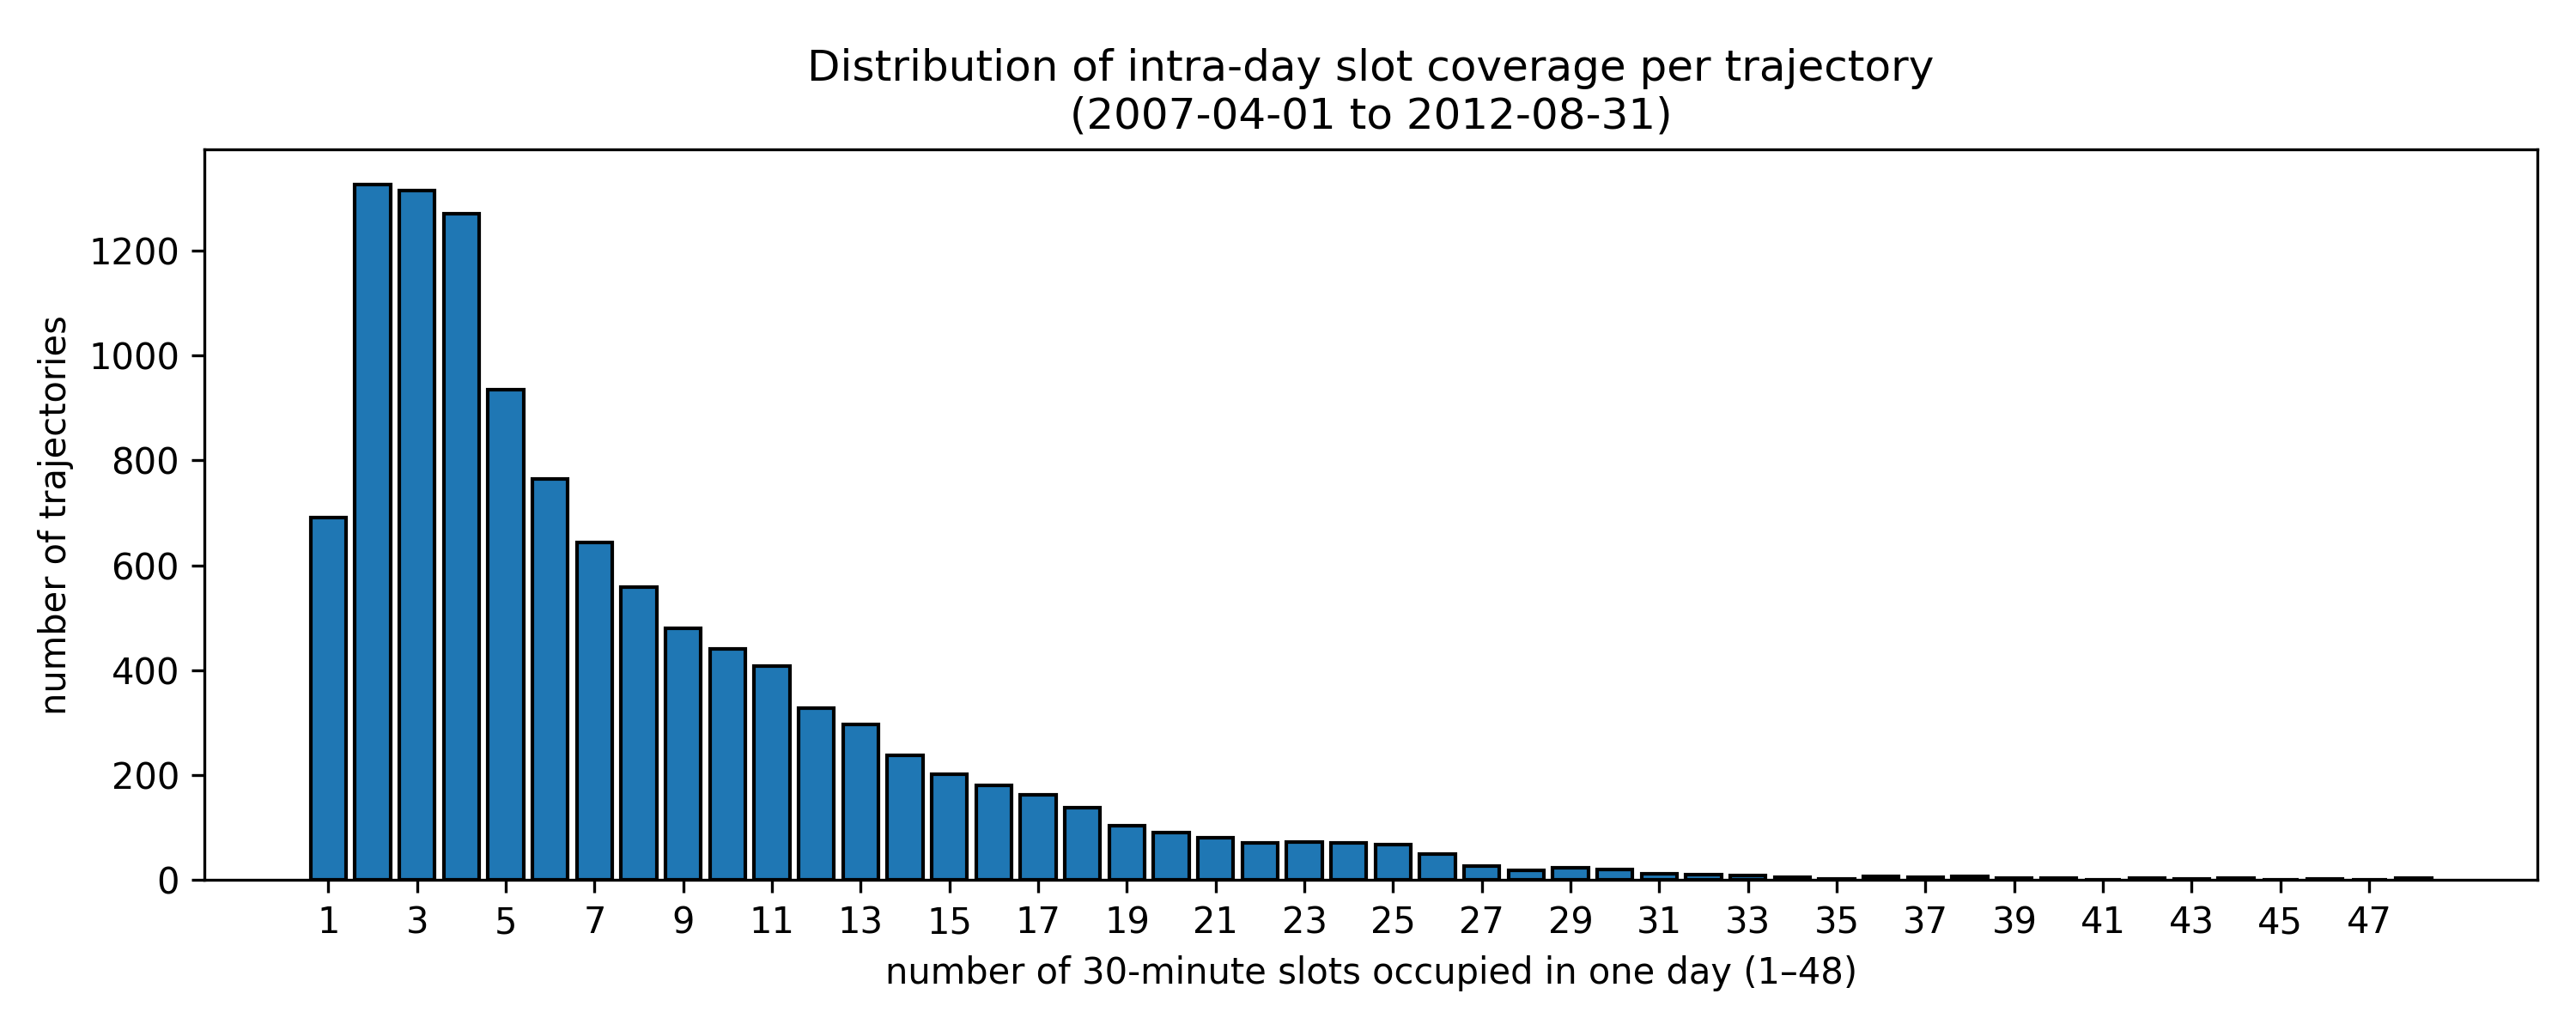 Distribution of intra-day slot coverage per trajectory
(2007-04-01 to 2012-08-31)
number of trajectories
1200
1000
800
600
400
200
0
1 3 5 7 9 11 13 15 17 19 21 23 25 27 29 31 33 35 37 39 41 43 45 47
number of 30-minute slots occupied in one day (1–48)